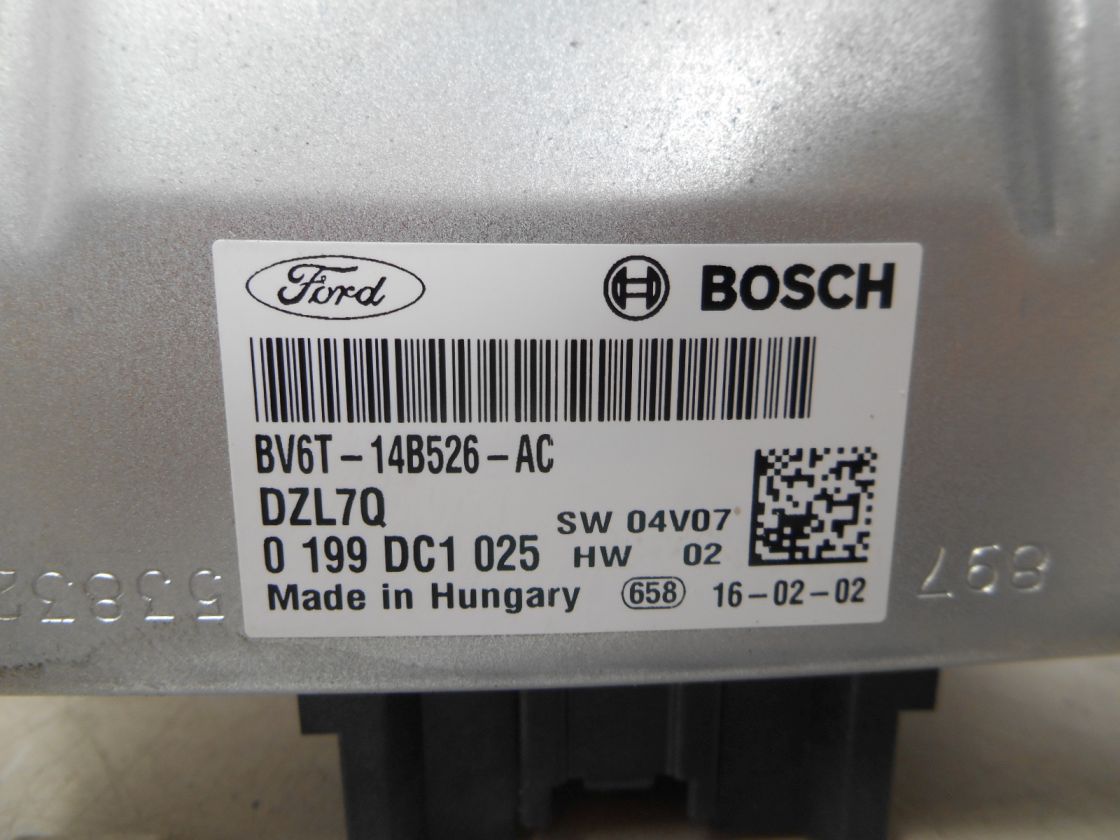 Ford BOSCH
BV6T-14B526-AC
DZL7Q
SW 04V07
0 199 DC1 025 HW 02
Made in Hungary 658 16-02-02
897